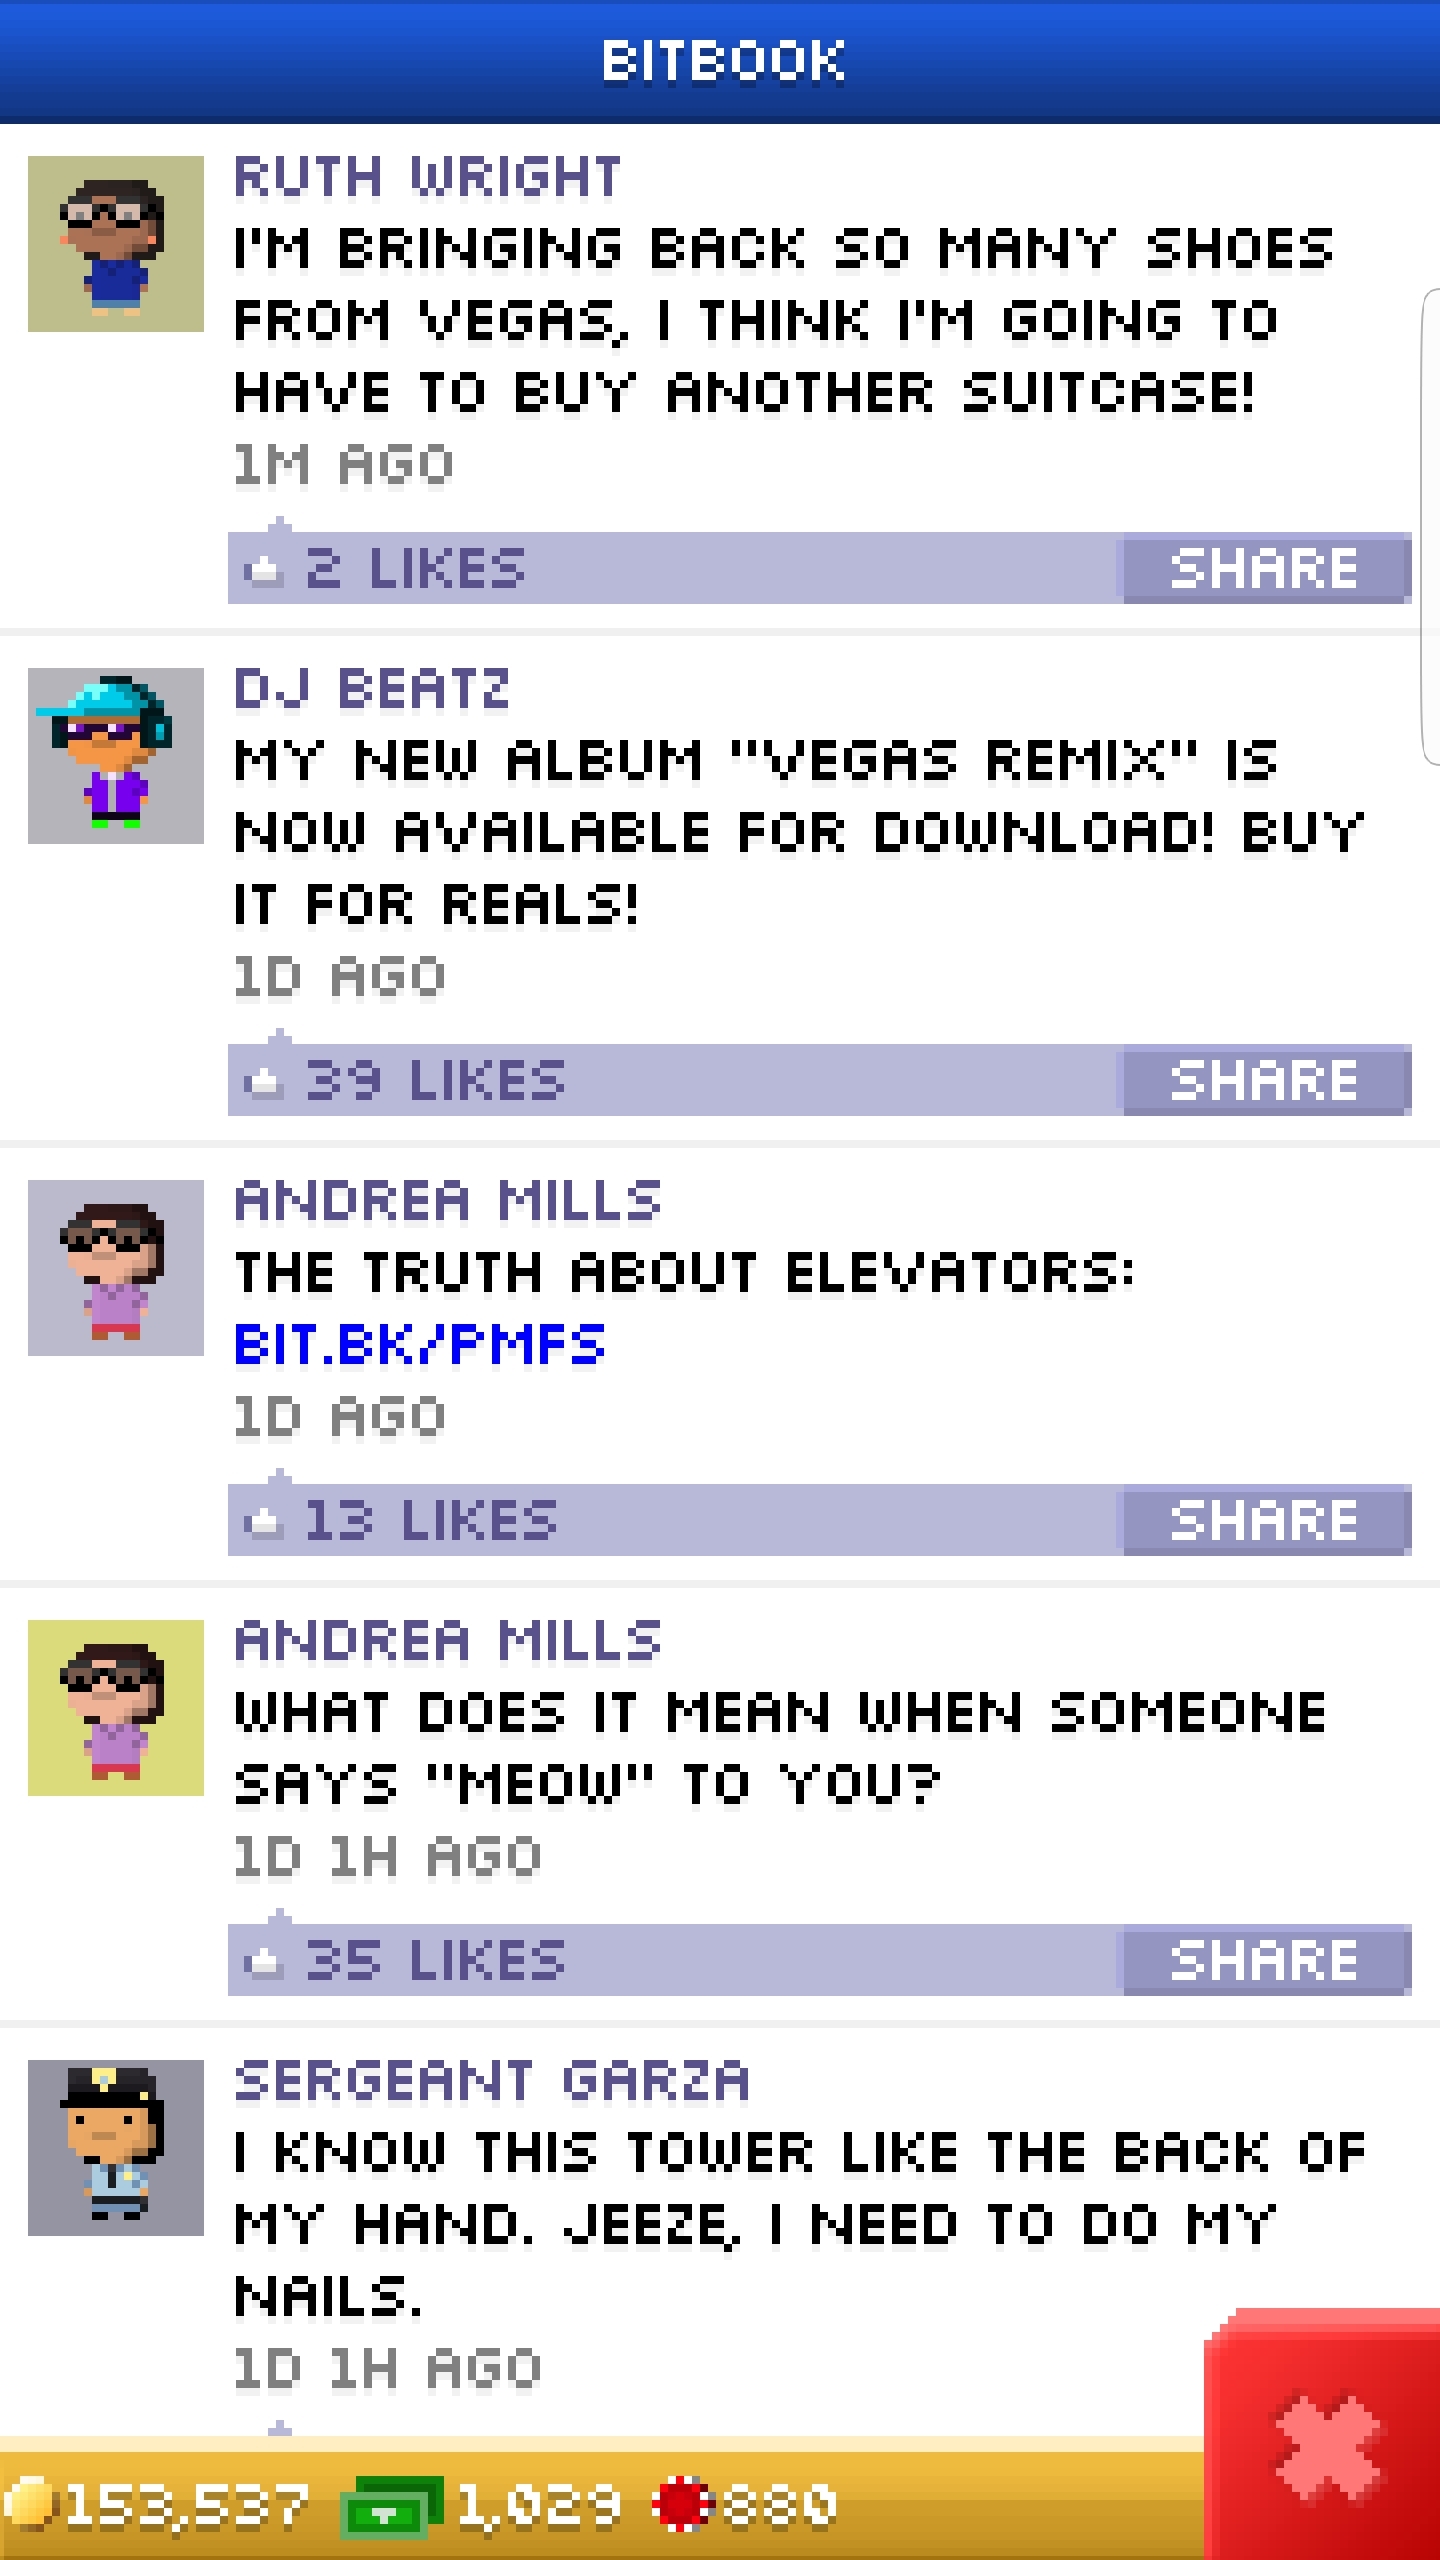 BITBOOK
RUTH WRIGHT
I'M BRINGING BACK SO MANY SHOES
FROM VEGAS, I THINK I'M GOING TO
HAVE TO BUY ANOTHER SUITCASE!
1M AGO
2 LIKES SHARE
DJ BEATZ
MY NEW ALBUM "VEGAS REMIX" IS
NOW AVAILABLE FOR DOWNLOAD! BUY
IT FOR REALS!
1D AGO
39 LIKES SHARE
ANDREA MILLS
THE TRUTH ABOUT ELEVATORS:
BIT.BK/PMFS
1D AGO
13 LIKES SHARE
ANDREA MILLS
WHAT DOES IT MEAN WHEN SOMEONE
SAYS "MEOW" TO YOU?
1D 1H AGO
35 LIKES SHARE
SERGEANT GARZA
I KNOW THIS TOWER LIKE THE BACK OF
MY HAND. JEEZE, I NEED TO DO MY
NAILS.
1D 1H AGO
153,537 1,029 880